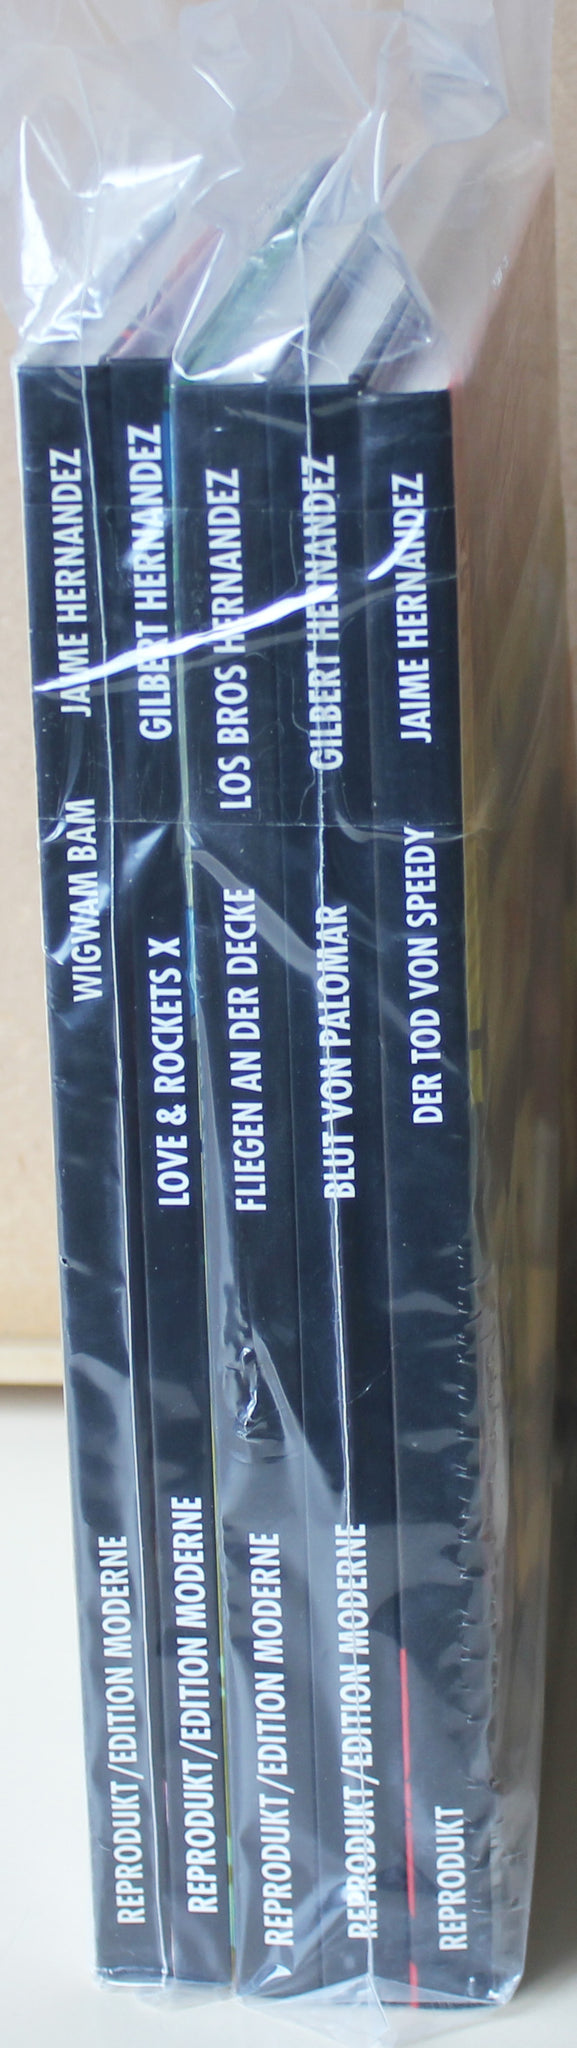 JAIME HERNANDEZ WIGWAM BAM REPRODUKT/EDITION MODERNE
GILBERT HERNANDEZ LOVE & ROCKETS X REPRODUKT/EDITION MODERNE
LOS BROS HERNANDEZ FLIEGEN AN DER DECKE REPRODUKT/EDITION MODERNE
GILBERT HERNANDEZ BLUT VON PALOMAR REPRODUKT/EDITION MODERNE
JAIME HERNANDEZ DER TOD VON SPEEDY REPRODUKT